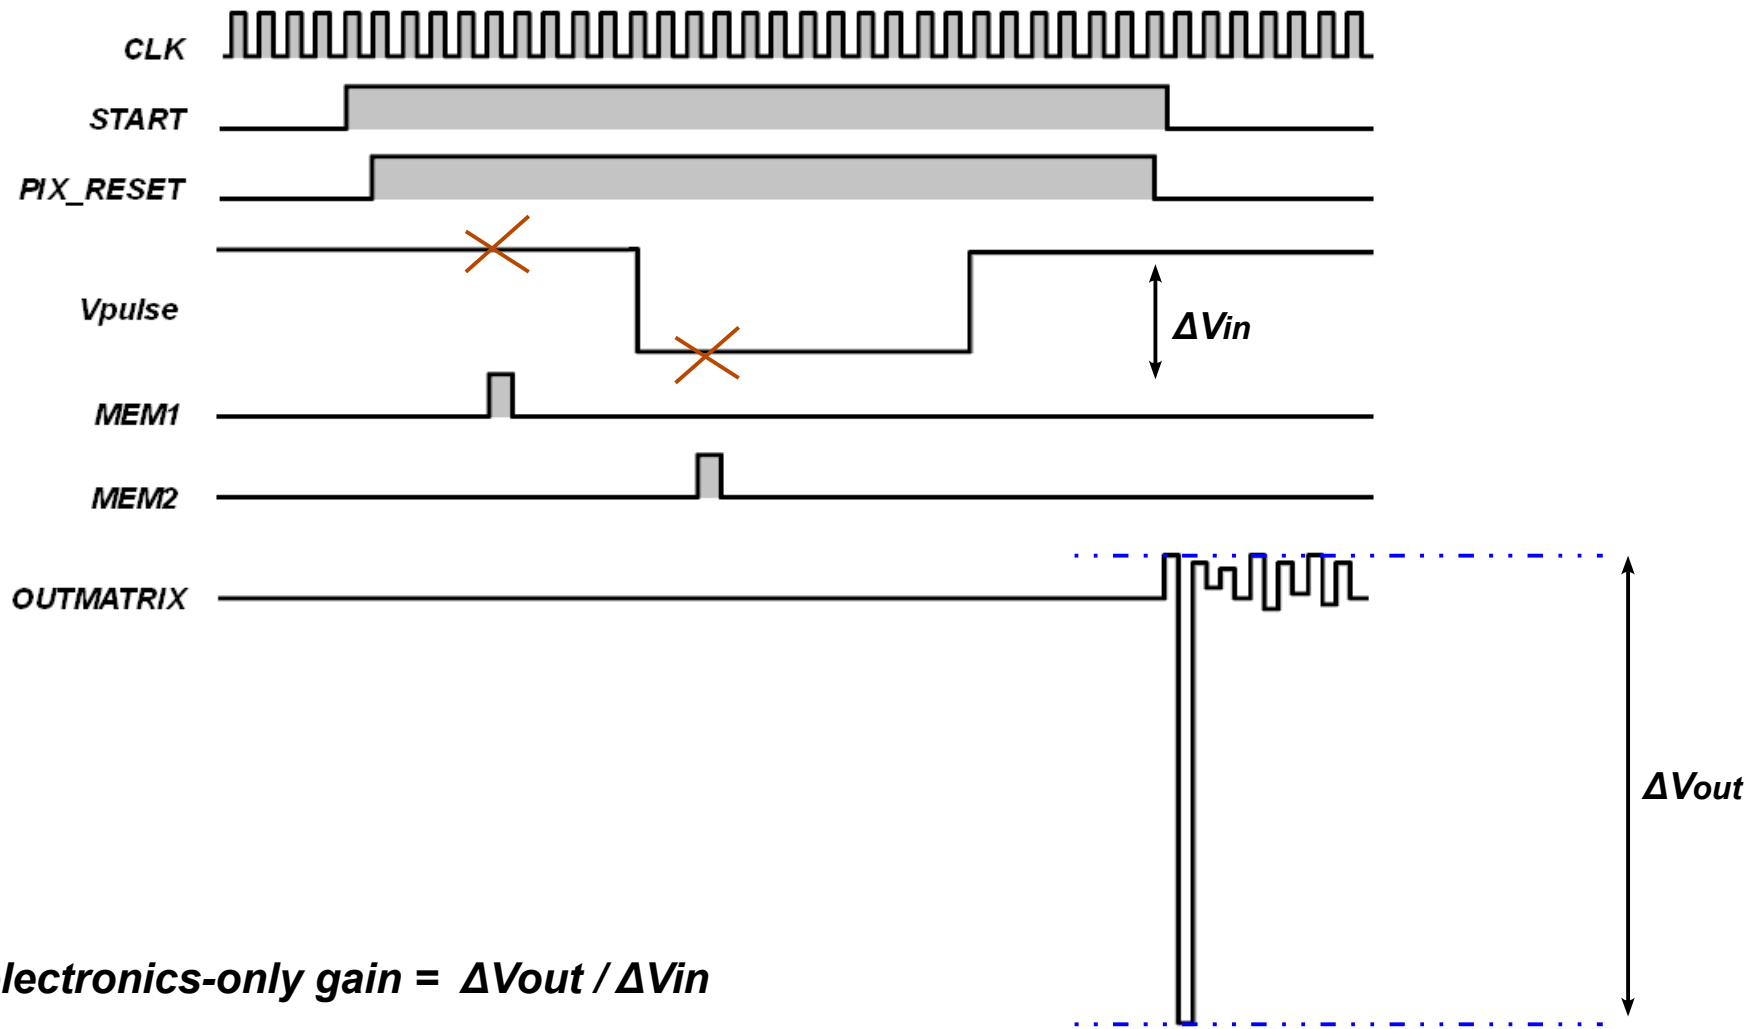 CLK
START
PIX_RESET
Vpulse
ΔVin
MEM1
MEM2
OUTMATRIX
ΔVout
lectronics-only gain = ΔVout / ΔVin